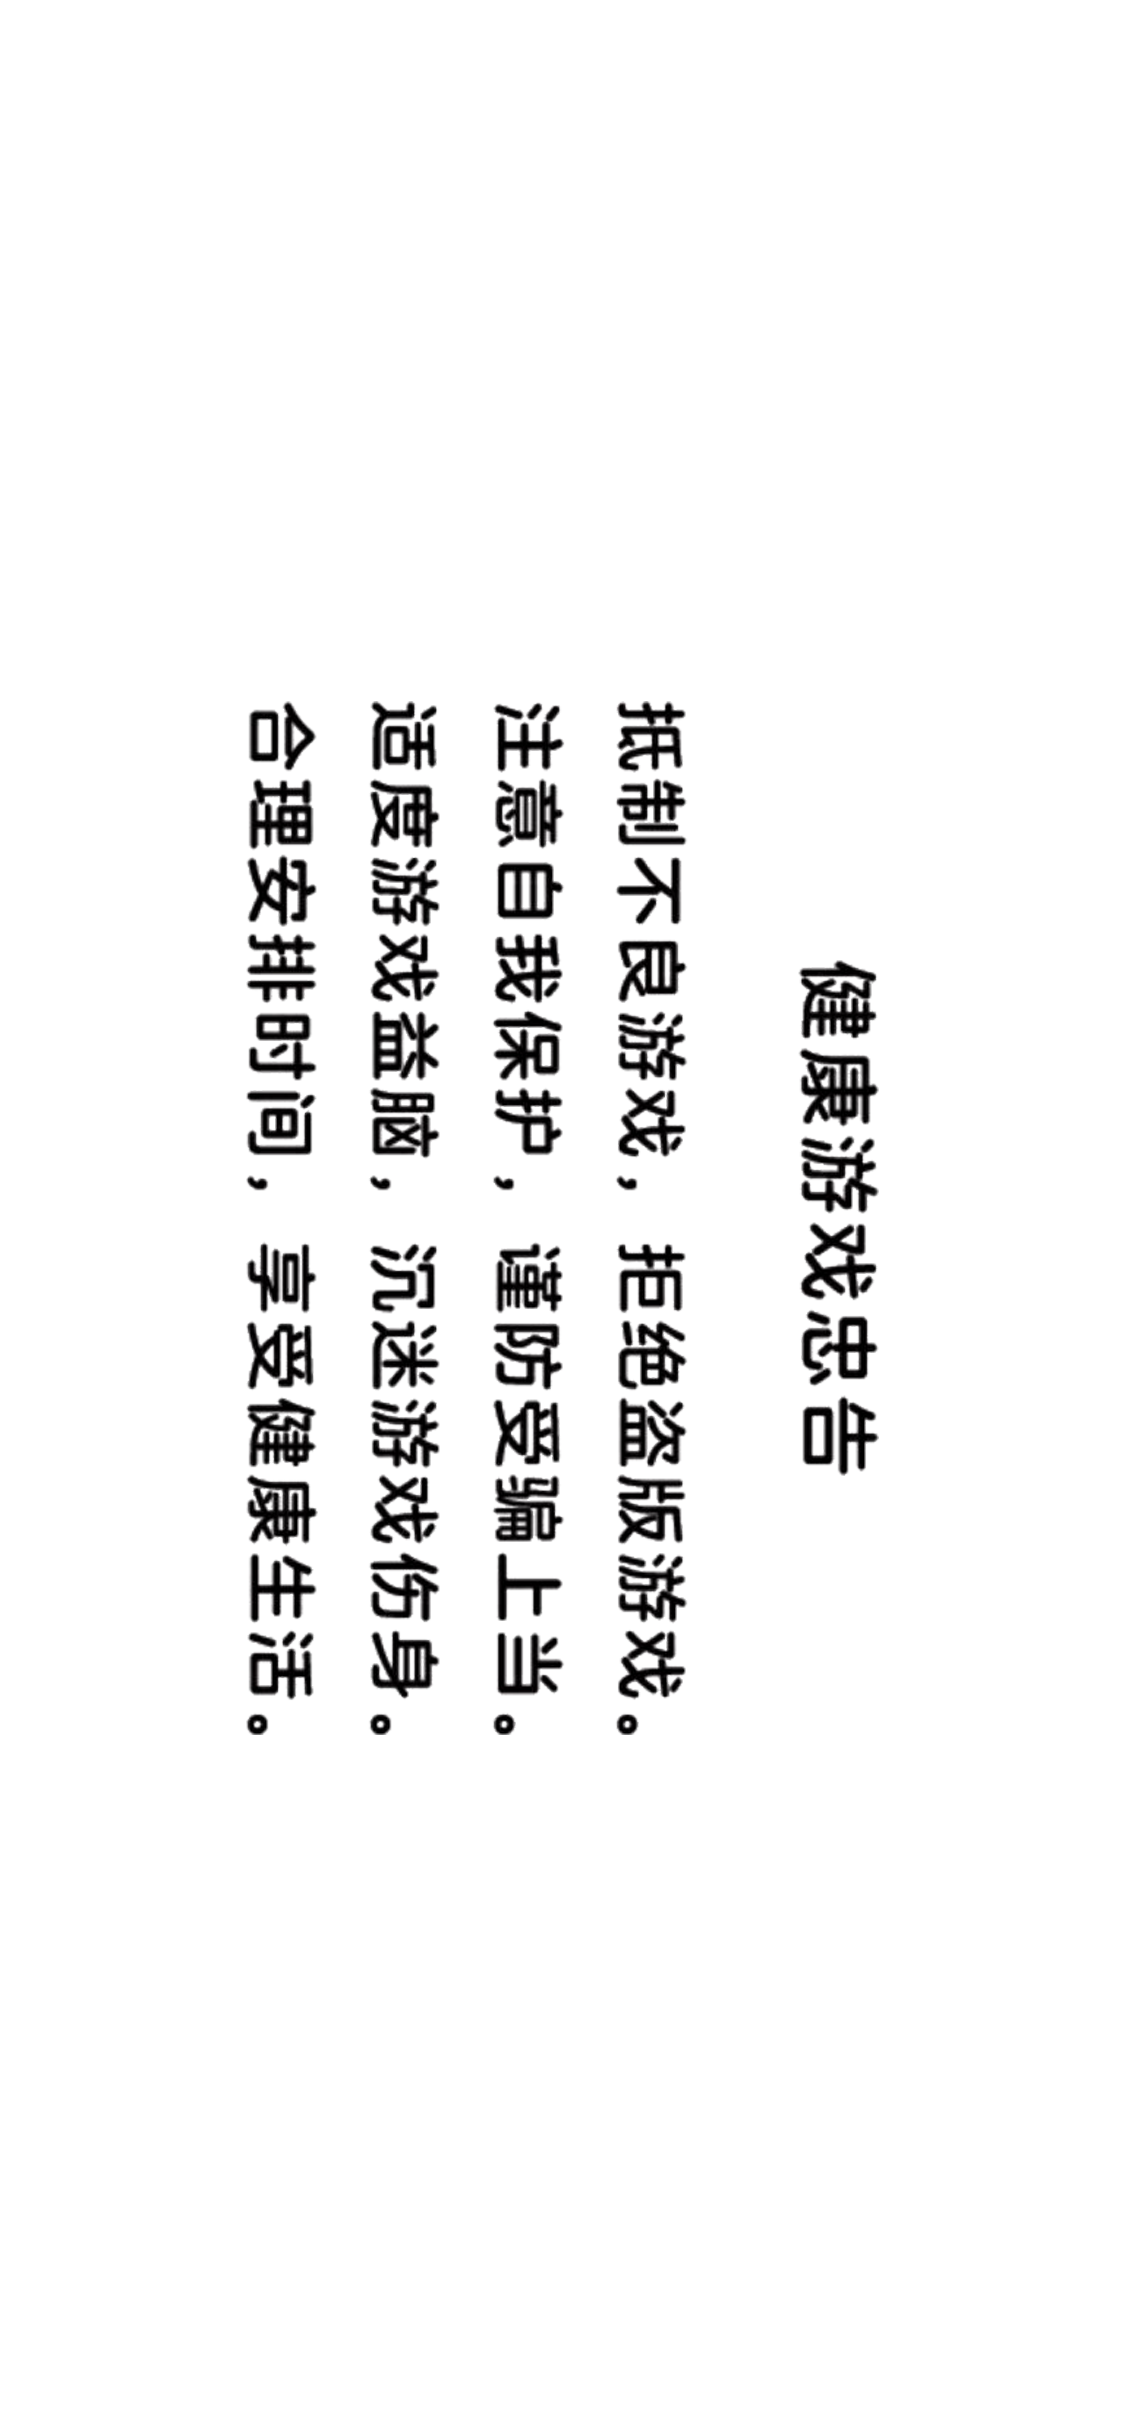 健康游戏忠告
抵制不良游戏，拒绝盗版游戏。
注意自我保护，谨防受骗上当。
适度游戏益脑，沉迷游戏伤身。
合理安排时间，享受健康生活。